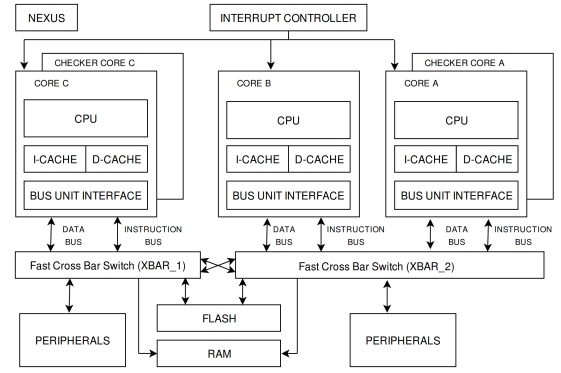 NEXUS
INTERRUPT CONTROLLER
CHECKER CORE C
CHECKER CORE A
CORE C
CORE B
CORE A
CPU
CPU
CPU
I-CACHE
D-CACHE
I-CACHE
D-CACHE
I-CACHE
D-CACHE
BUS UNIT INTERFACE
BUS UNIT INTERFACE
BUS UNIT INTERFACE
DATA
BUS
INSTRUCTION
BUS
DATA
BUS
INSTRUCTION
BUS
DATA
BUS
INSTRUCTION
BUS
Fast Cross Bar Switch (XBAR_1)
Fast Cross Bar Switch (XBAR_2)
PERIPHERALS
FLASH
RAM
PERIPHERALS